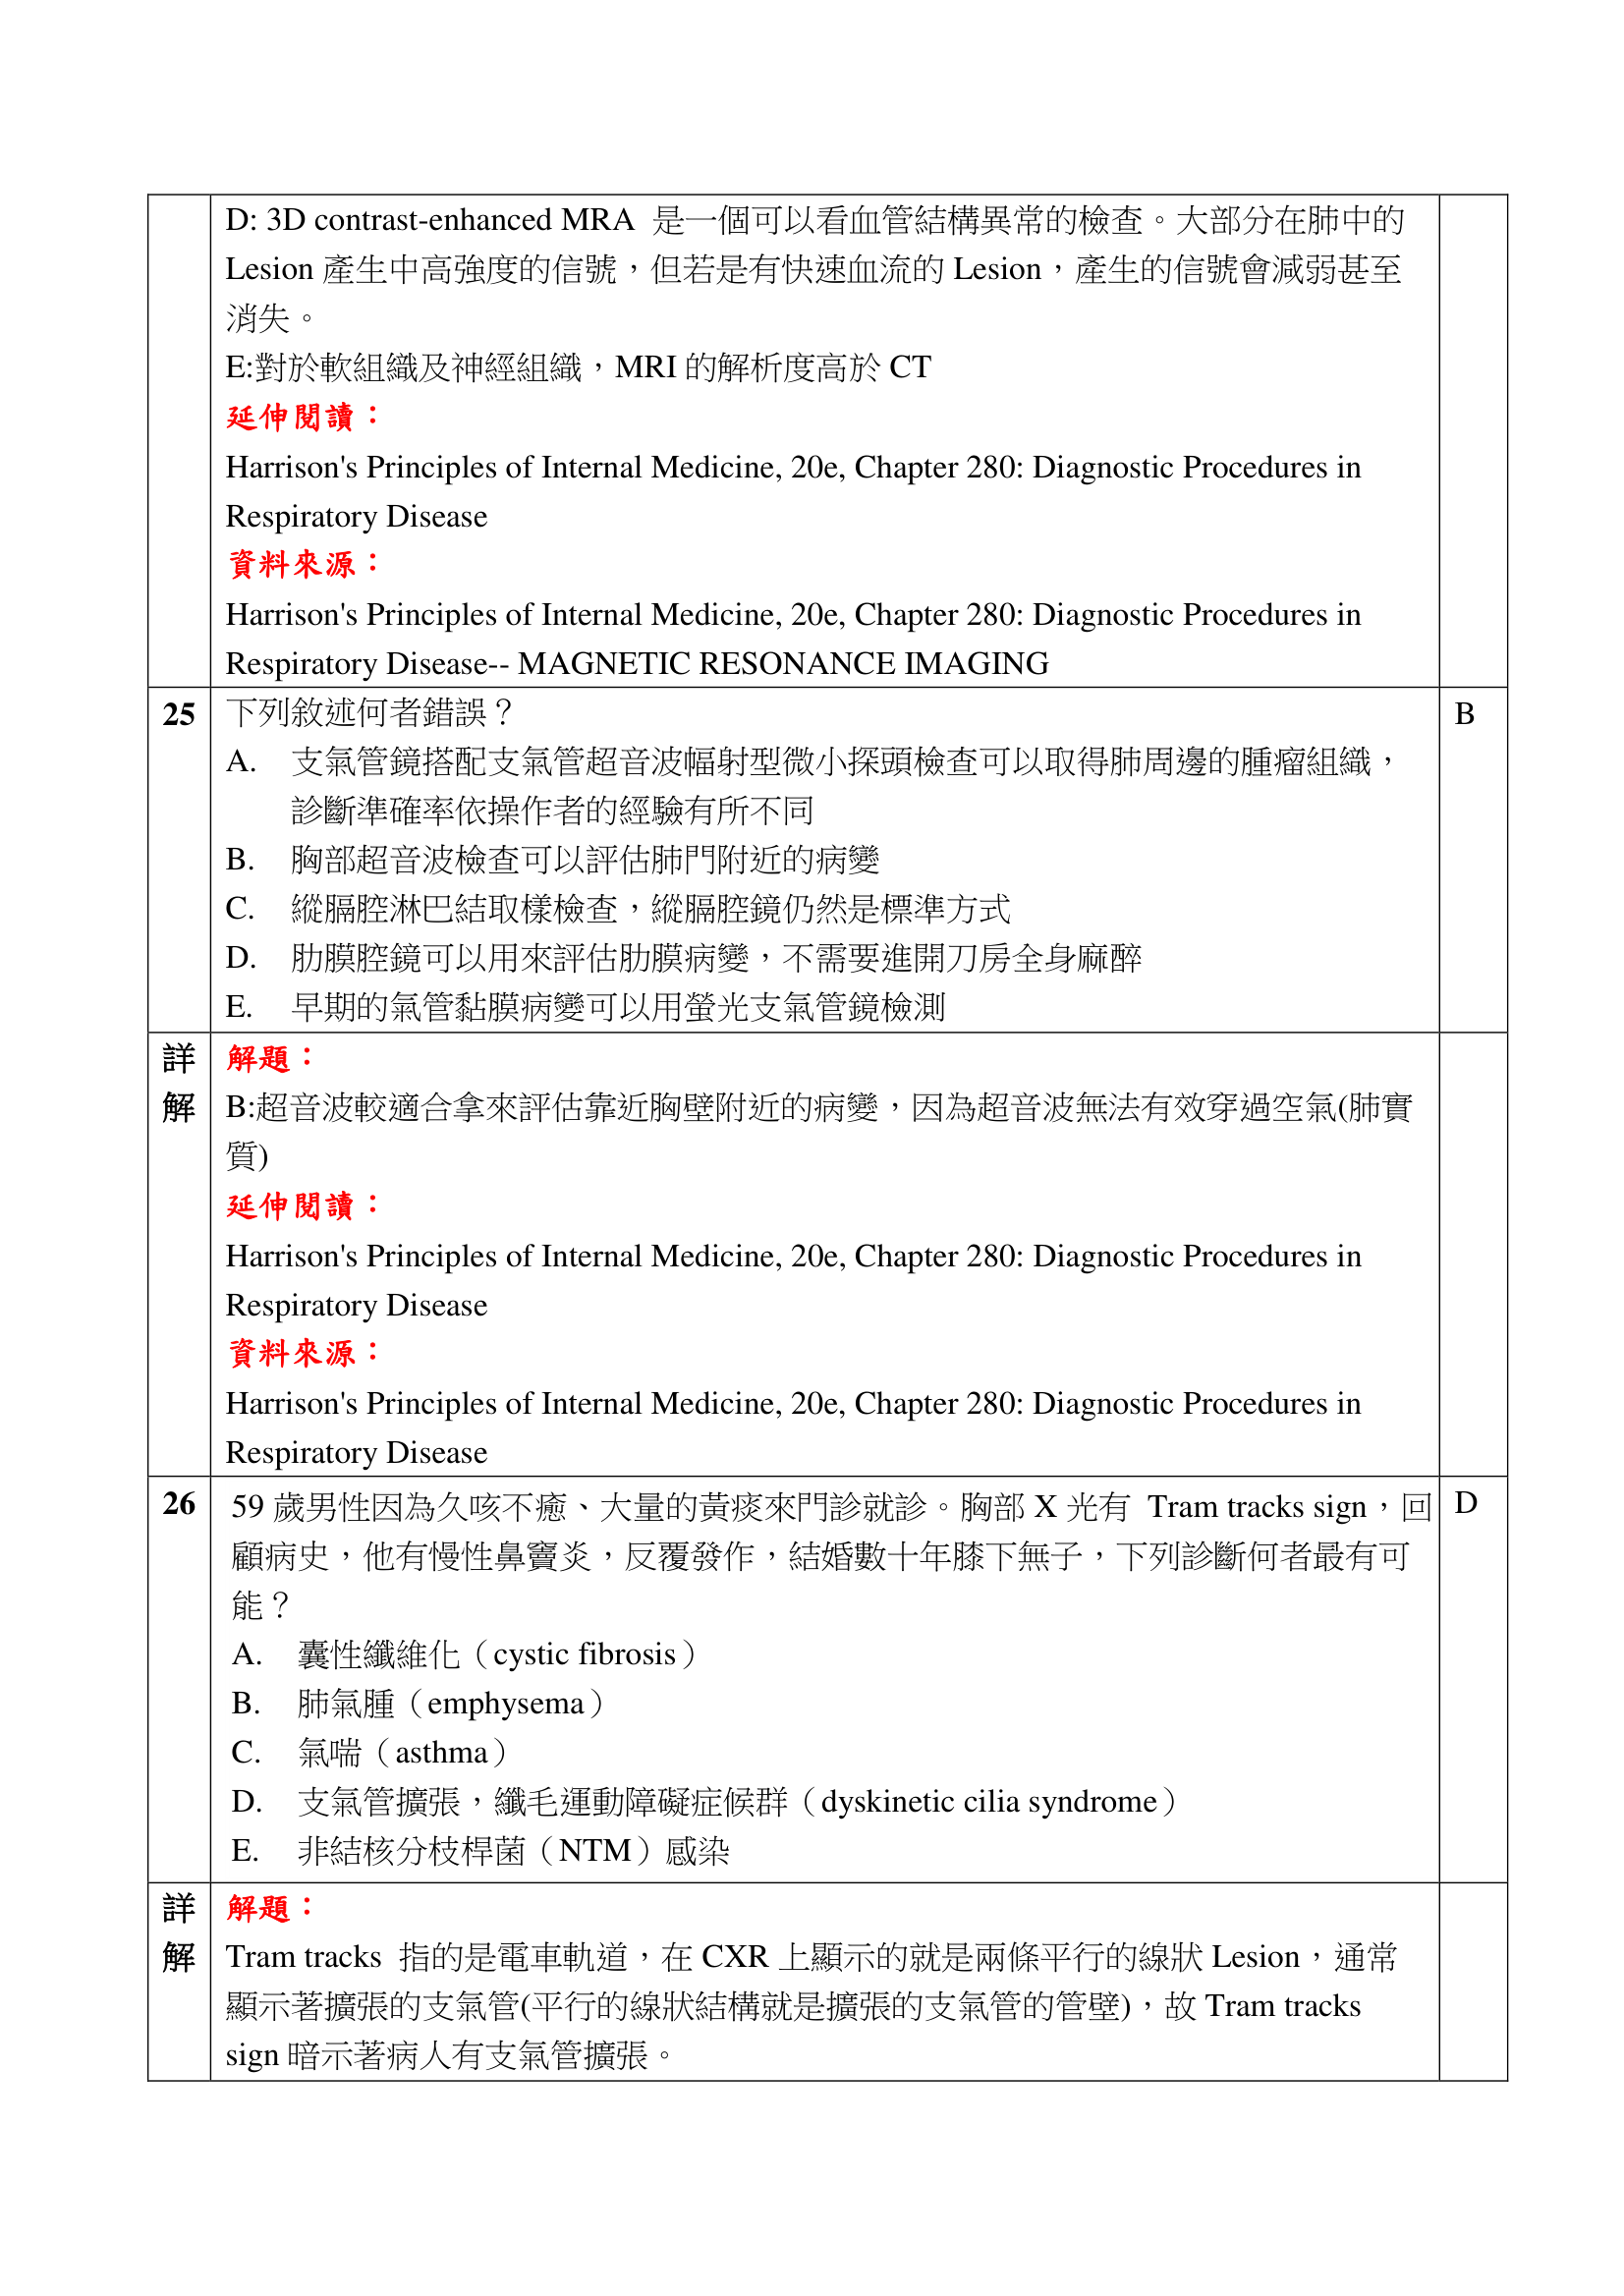 D: 3D contrast-enhanced MRA 是一個可以看血管結構異常的檢查。大部分在肺中的
Lesion 產生中高強度的信號，但若是有快速血流的 Lesion，產生的信號會減弱甚至
消失。
E:對於軟組織及神經組織，MRI 的解析度高於 CT
延伸閱讀：
Harrison's Principles of Internal Medicine, 20e, Chapter 280: Diagnostic Procedures in
Respiratory Disease
資料來源：
Harrison's Principles of Internal Medicine, 20e, Chapter 280: Diagnostic Procedures in
Respiratory Disease-- MAGNETIC RESONANCE IMAGING
25 下列敘述何者錯誤？ B
A. 支氣管鏡搭配支氣管超音波幅射型微小探頭檢查可以取得肺周邊的腫瘤組織，
診斷準確率依操作者的經驗有所不同
B. 胸部超音波檢查可以評估肺門附近的病變
C. 縱膈腔淋巴結取樣檢查，縱膈腔鏡仍然是標準方式
D. 肋膜腔鏡可以用來評估肋膜病變，不需要進開刀房全身麻醉
E. 早期的氣管黏膜病變可以用螢光支氣管鏡檢測
詳解 解題：
B:超音波較適合拿來評估靠近胸壁附近的病變，因為超音波無法有效穿過空氣(肺實
質)
延伸閱讀：
Harrison's Principles of Internal Medicine, 20e, Chapter 280: Diagnostic Procedures in
Respiratory Disease
資料來源：
Harrison's Principles of Internal Medicine, 20e, Chapter 280: Diagnostic Procedures in
Respiratory Disease
26 59 歲男性因為久咳不癒、大量的黃痰來門診就診。胸部 X 光有 Tram tracks sign，回 D
顧病史，他有慢性鼻竇炎，反覆發作，結婚數十年膝下無子，下列診斷何者最有可
能？
A. 囊性纖維化（cystic fibrosis）
B. 肺氣腫（emphysema）
C. 氣喘（asthma）
D. 支氣管擴張，纖毛運動障礙症候群（dyskinetic cilia syndrome）
E. 非結核分枝桿菌（NTM）感染
詳解 解題：
Tram tracks 指的是電車軌道，在 CXR 上顯示的就是兩條平行的線狀 Lesion，通常
顯示著擴張的支氣管(平行的線狀結構就是擴張的支氣管的管壁)，故 Tram tracks
sign 暗示著病人有支氣管擴張。